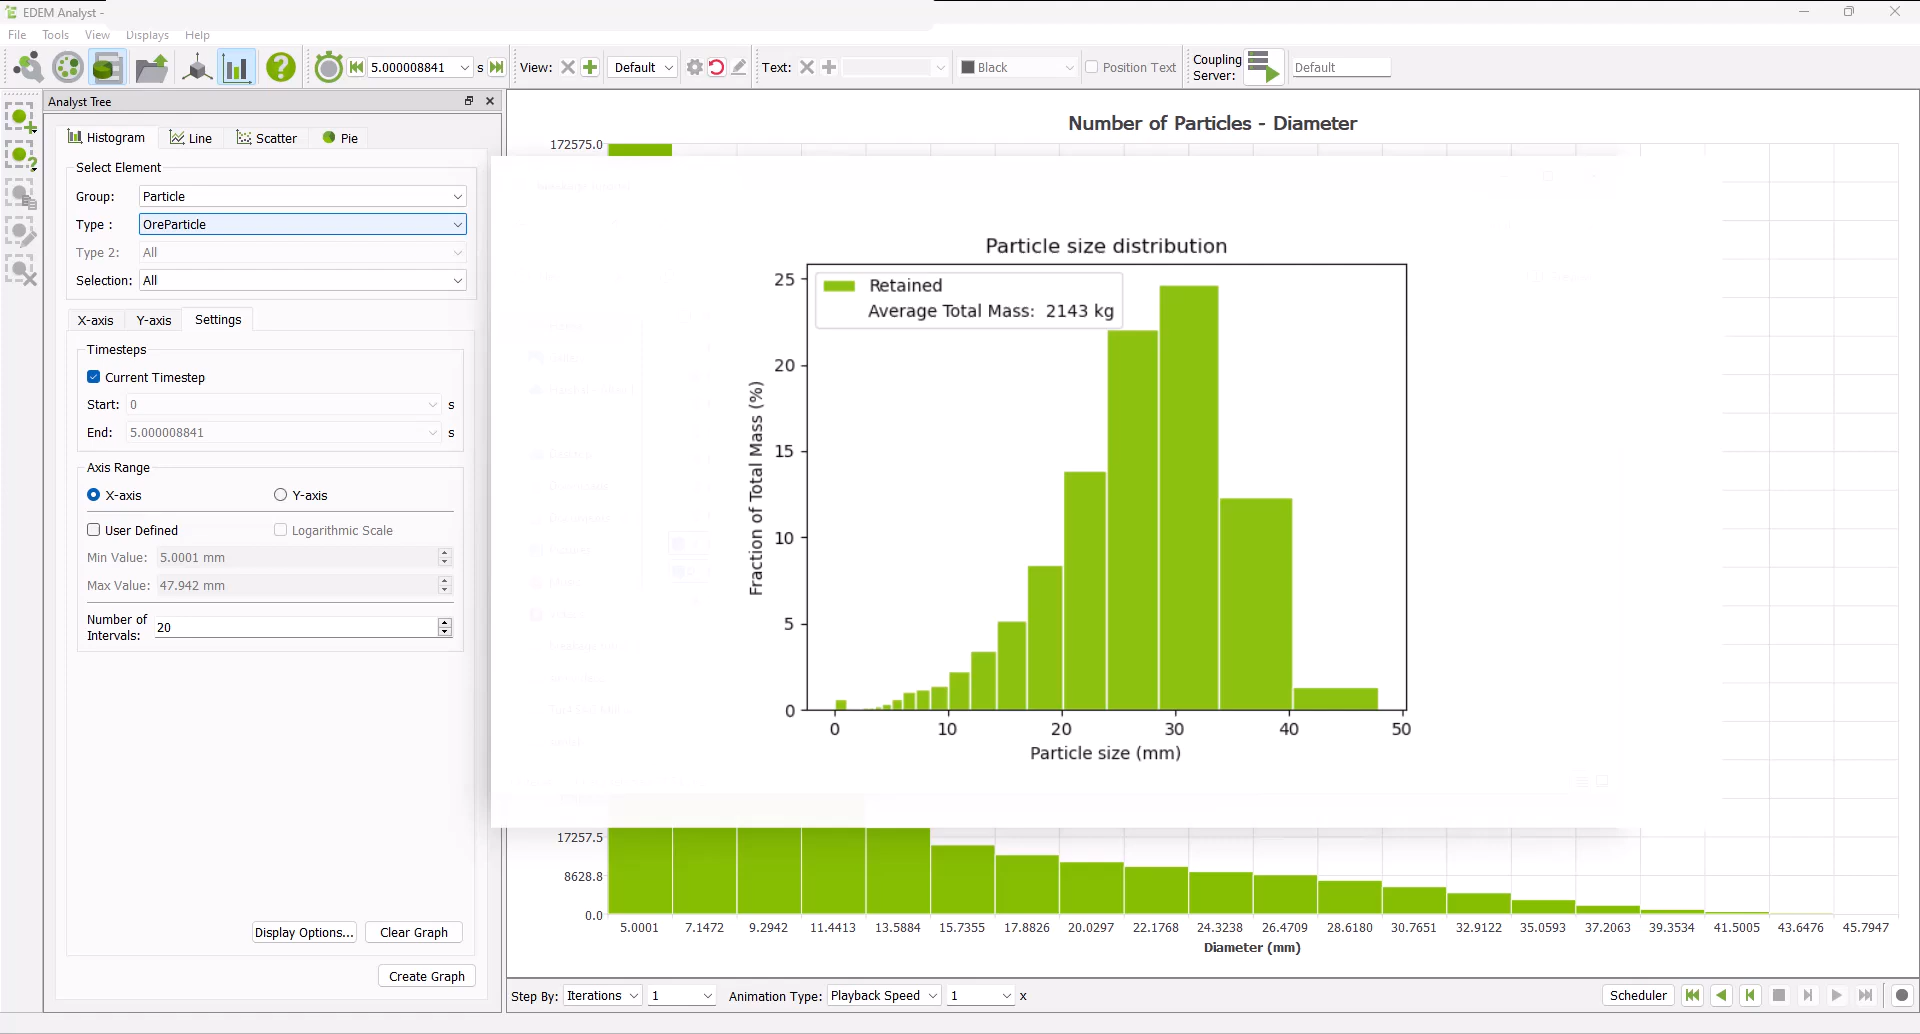 EDEM Analyst -
File Tools View Displays Help
5.000008841 s View: Default Text: Black Position Text Coupling Server: Default
Analyst Tree
Histogram Line Scatter Pie
Select Element
Group: Particle
Type : OreParticle
Type 2: All
Selection: All
X-axis Y-axis Settings
Timesteps
Current Timestep
Start: 0 s
End: 5.000008841 s
Axis Range
X-axis Y-axis
User Defined Logarithmic Scale
Min Value: 5.0001 mm
Max Value: 47.942 mm
Number of
Intervals: 20
Display Options... Clear Graph
Create Graph
Number of Particles - Diameter
172575.0
Particle size distribution
Retained
Average Total Mass: 2143 kg
25
20
15
10
5
0
Fraction of Total Mass (%)
0 10 20 30 40 50
Particle size (mm)
17257.5
8628.8
0.0
5.0001 7.1472 9.2942 11.4413 13.5884 15.7355 17.8826 20.0297 22.1768 24.3238 26.4709 28.6180 30.7651 32.9122 35.0593 37.2063 39.3534 41.5005 43.6476 45.7947
Diameter (mm)
Step By: Iterations 1 Animation Type: Playback Speed 1 x Scheduler